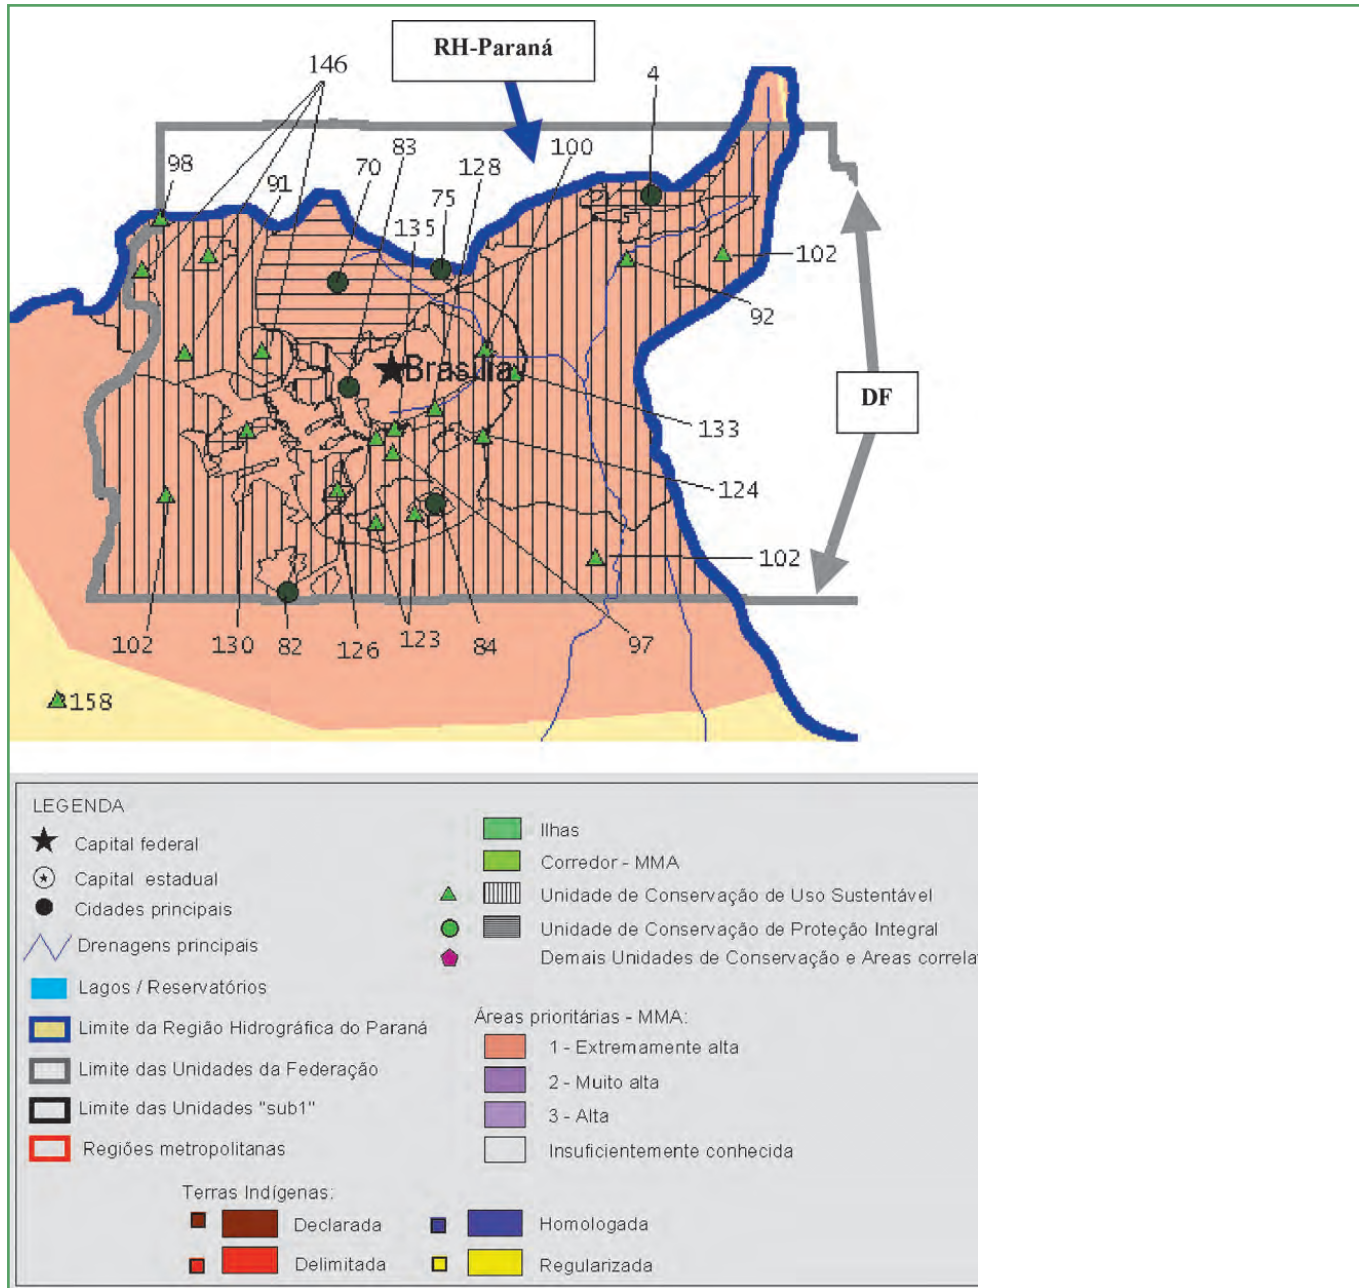 RH-Paraná
146
4
83
98
70
128
100
91
75
135
102
92
Brasília
DF
133
124
102
102
130
82
126
123
84
97
158
LEGENDA
Capital federal
Capital estadual
Cidades principais
Drenagens principais
Lagos / Reservatórios
Limite da Região Hidrográfica do Paraná
Limite das Unidades da Federação
Limite das Unidades "sub1"
Regiões metropolitanas
Ilhas
Corredor - MMA
Unidade de Conservação de Uso Sustentável
Unidade de Conservação de Proteção Integral
Demais Unidades de Conservação e Areas correla
Áreas prioritárias - MMA:
1 - Extremamente alta
2 - Muito alta
3 - Alta
Insuficientemente conhecida
Terras Indígenas:
Declarada
Delimitada
Homologada
Regularizada